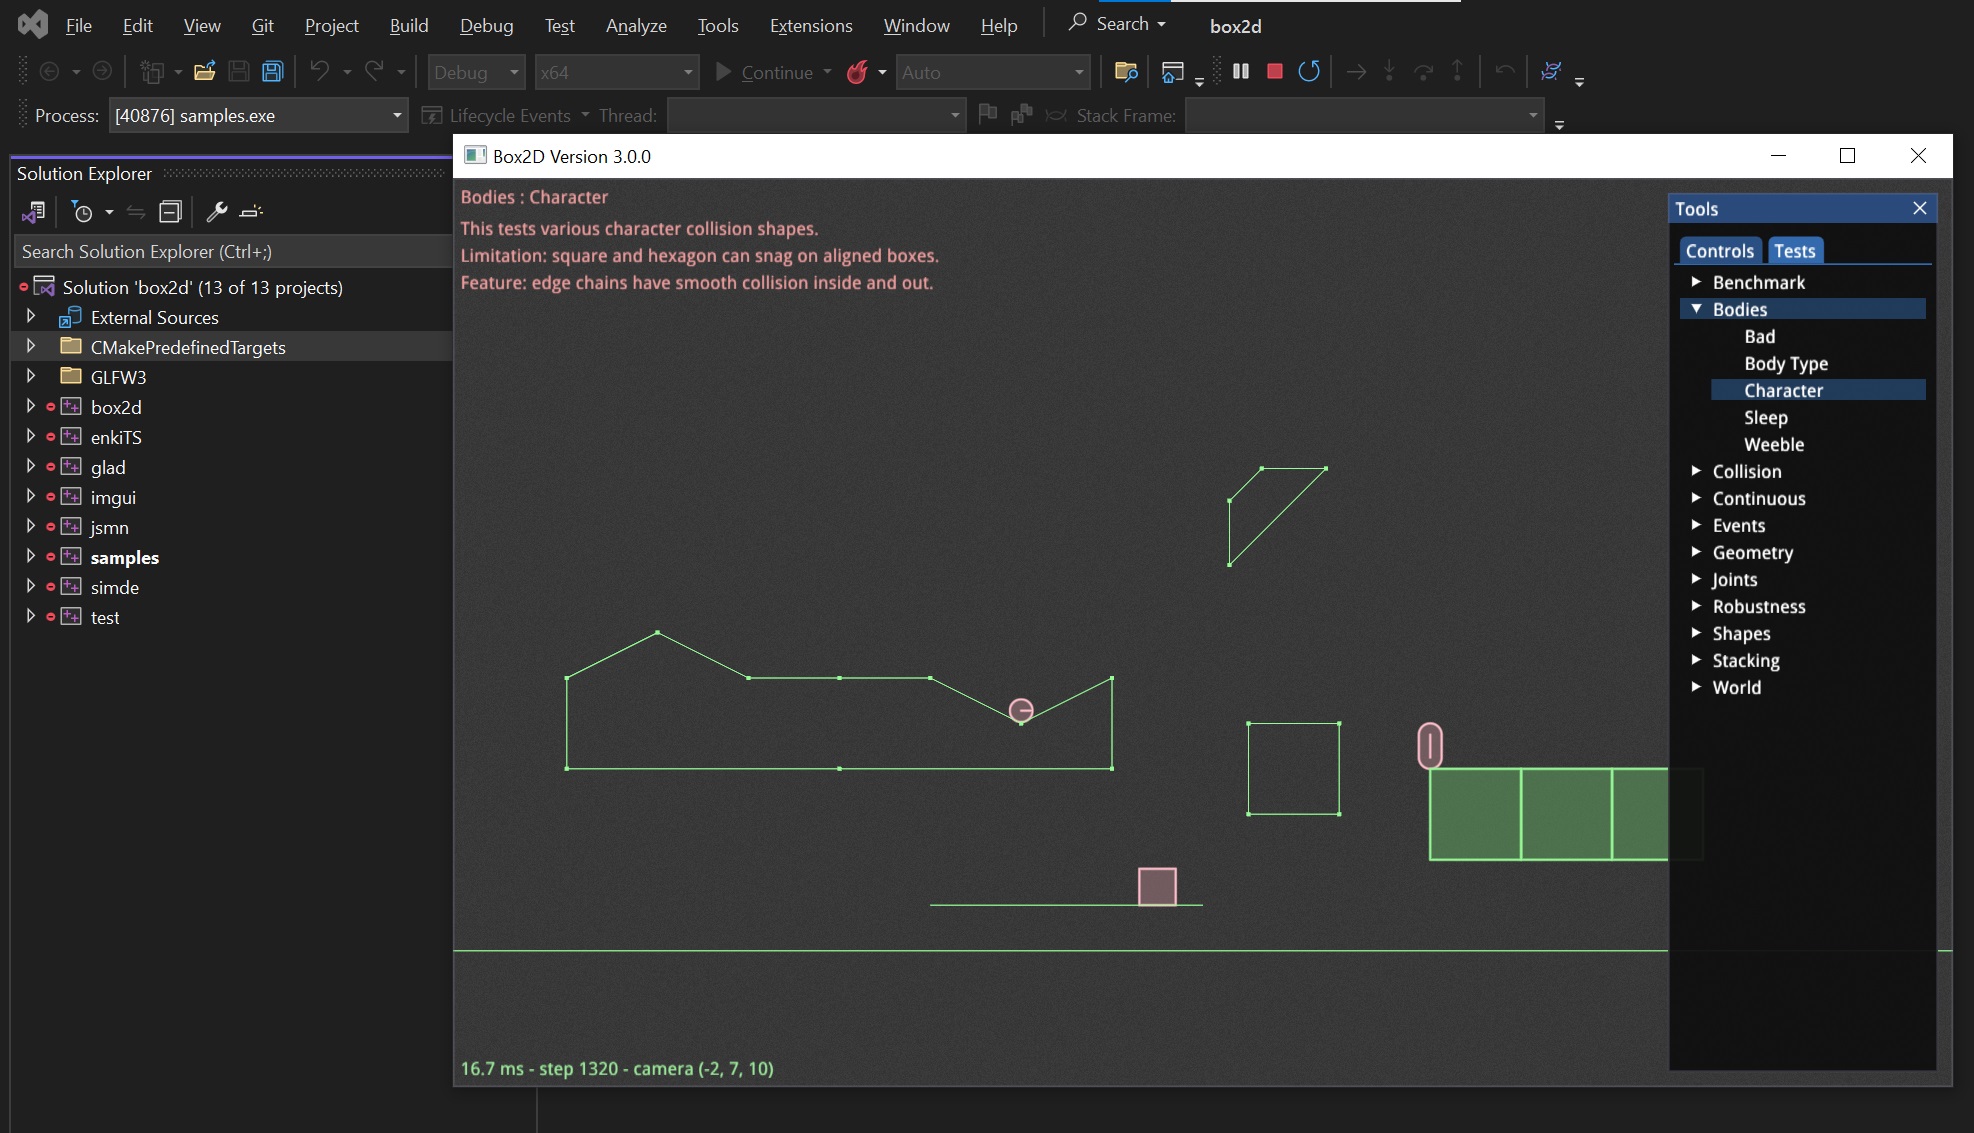 File Edit View Git Project Build Debug Test Analyze Tools Extensions Window Help Search box2d
Debug x64 Continue Auto
Process: [40876] samples.exe Lifecycle Events Thread: Stack Frame:
Solution Explorer
Search Solution Explorer (Ctrl+;)
Solution 'box2d' (13 of 13 projects)
External Sources
CMakePredefinedTargets
GLFW3
box2d
enkiTS
glad
imgui
jsmn
samples
simde
test
Box2D Version 3.0.0
Bodies : Character
This tests various character collision shapes.
Limitation: square and hexagon can snag on aligned boxes.
Feature: edge chains have smooth collision inside and out.
16.7 ms - step 1320 - camera (-2, 7, 10)
Tools
Controls Tests
Benchmark
Bodies
Bad
Body Type
Character
Sleep
Weeble
Collision
Continuous
Events
Geometry
Joints
Robustness
Shapes
Stacking
World